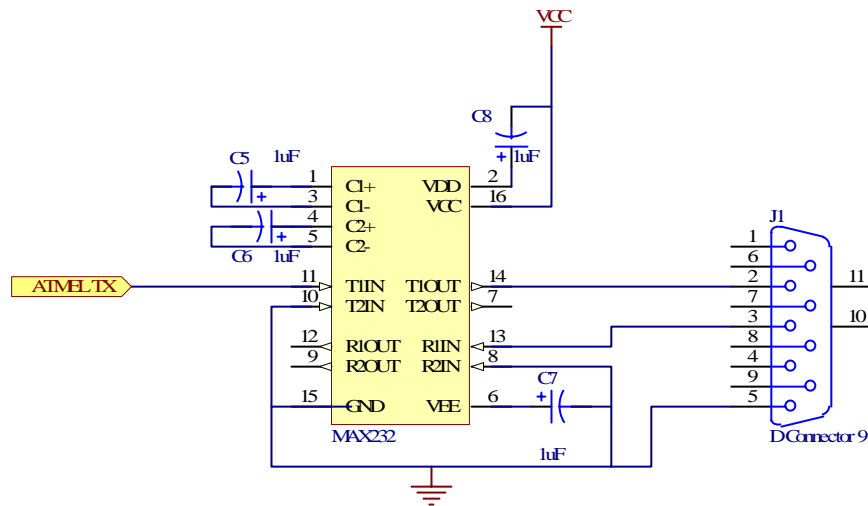 VCC
C8
1uF
+
C5
1uF
+
C6
1uF
+
1
C1+
3
C1-
4
C2+
5
C2-
2
VDD
16
VCC
ATMEL TX
11
T1IN
10
T2IN
14
T1OUT
7
T2OUT
12
R1OUT
9
R2OUT
13
R1IN
8
R2IN
15
GND
6
VEE
MAX232
C7
+
1uF
J1
1
6
2
7
3
8
4
9
5
11
10
D Connector 9